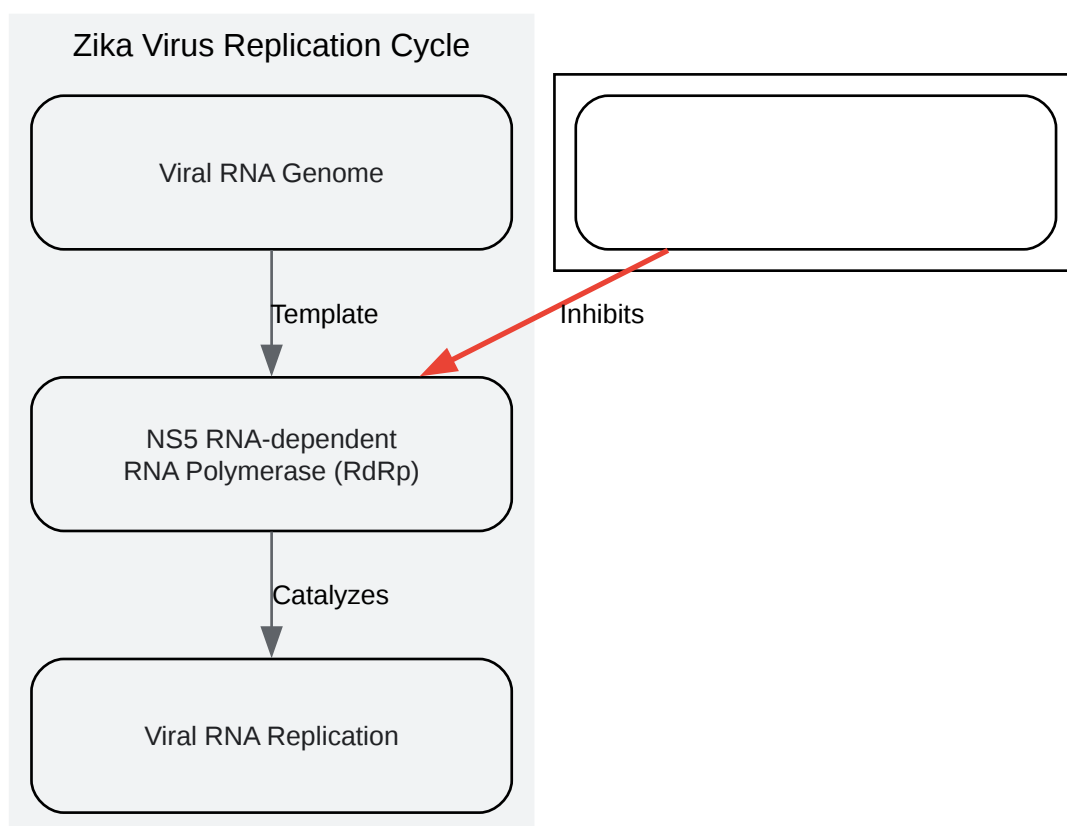 Zika Virus Replication Cycle
Viral RNA Genome
Template
Inhibits
NS5 RNA-dependent
RNA Polymerase (RdRp)
Catalyzes
Viral RNA Replication